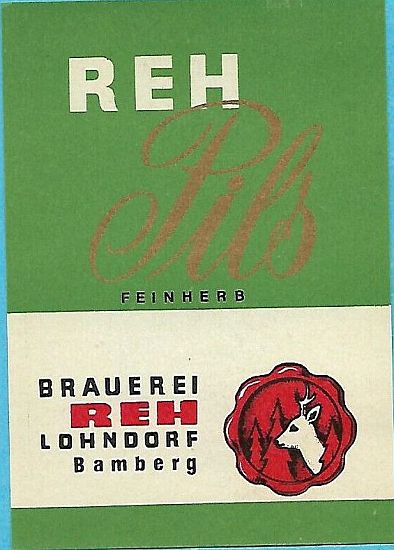 REH
Pils
FEINHERB
BRAUEREI
REH
LOHNDORF
Bamberg